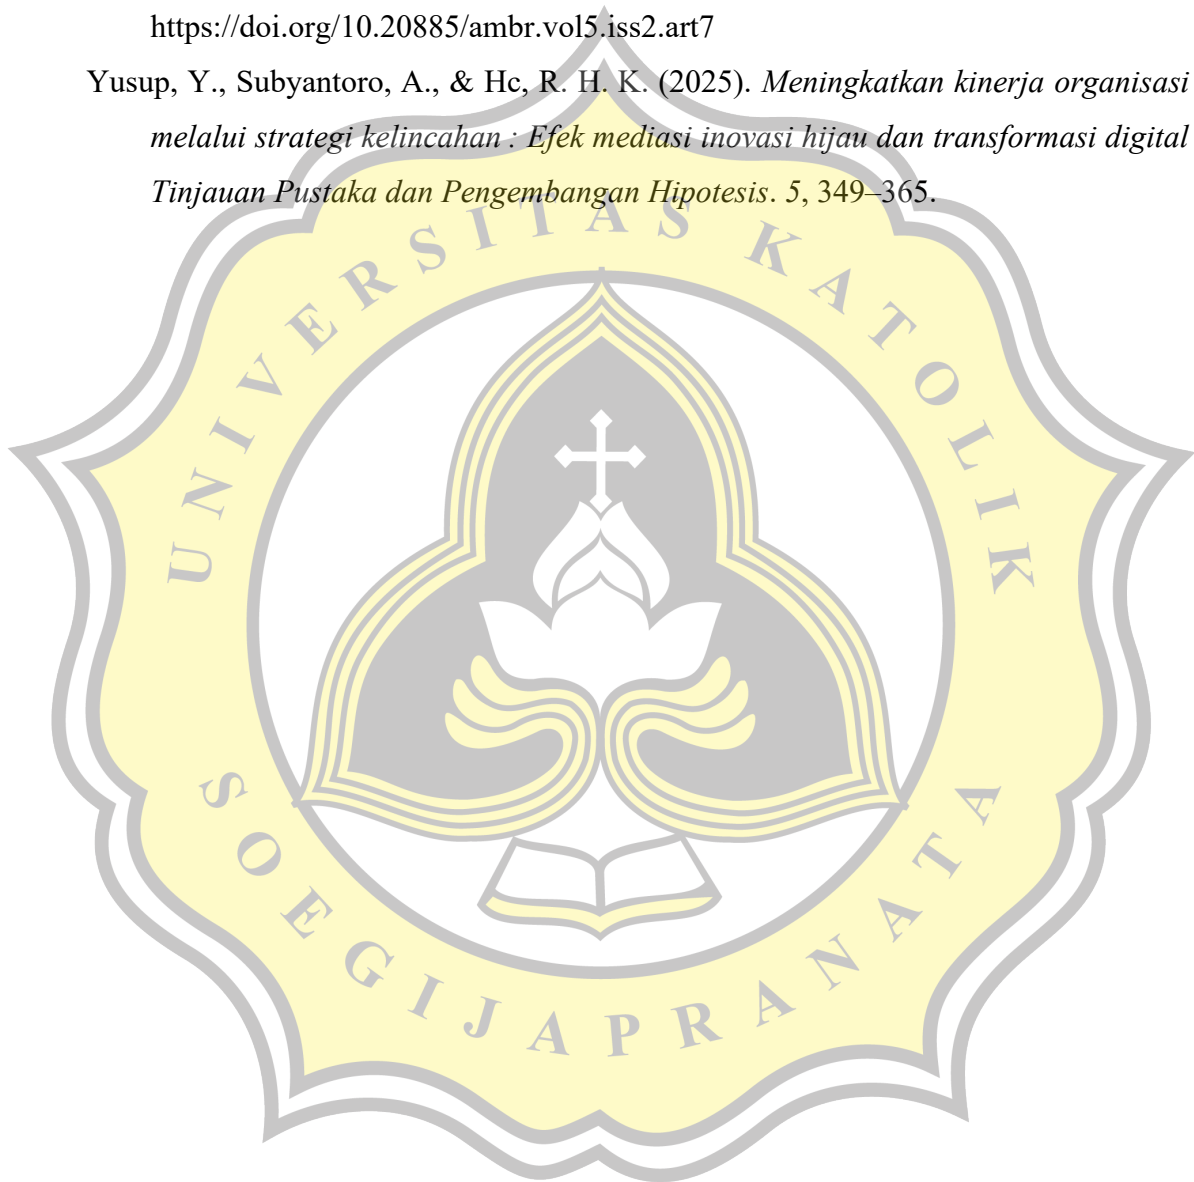 https://doi.org/10.20885/ambr.vol5.iss2.art7
Yusup, Y., Subyantoro, A., & Hc, R. H. K. (2025). Meningkatkan kinerja organisasi
melalui strategi kelincahan : Efek mediasi inovasi hijau dan transformasi digital
Tinjauan Pustaka dan Pengembangan Hipotesis. 5, 349–365.
UNIVERSITAS KATOLIK
SOEGIJAPRANATA